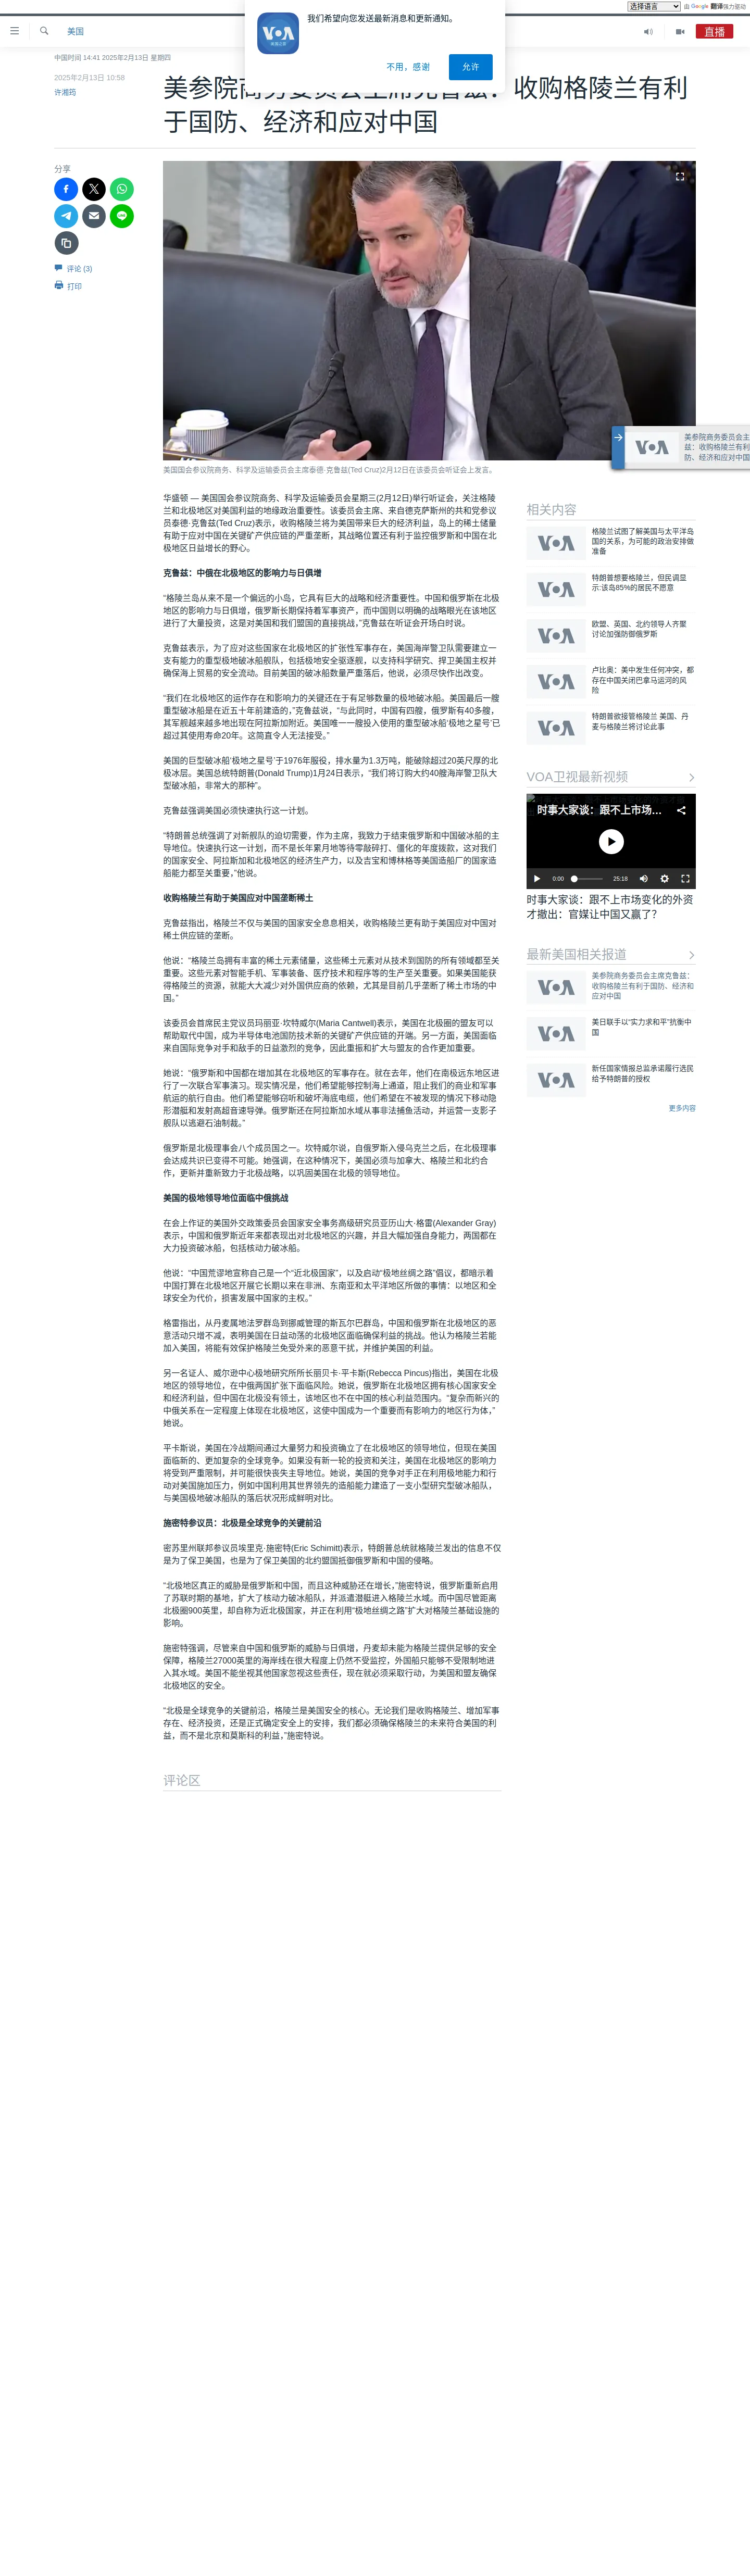 选择语言 由 Google 翻译强力驱动
我们希望向您发送最新消息和更新通知。
不用，感谢
允许
美国
直播
中国时间 14:41 2025年2月13日 星期四
2025年2月13日 10:58
许湘筠
收购格陵兰有利
于国防、经济和应对中国
分享
评论 (3)
打印
美国国会参议院商务、科学及运输委员会主席泰德·克鲁兹(Ted Cruz)2月12日在该委员会听证会上发言。
美参院商务委员会主
兹：收购格陵兰有利
防、经济和应对中国
华盛顿 — 美国国会参议院商务、科学及运输委员会星期三(2月12日)举行听证会，关注格陵
兰和北极地区对美国利益的地缘政治重要性。该委员会主席、来自德克萨斯州的共和党参议
员泰德·克鲁兹(Ted Cruz)表示，收购格陵兰将为美国带来巨大的经济利益，岛上的稀土储量
有助于应对中国在关键矿产供应链的严重垄断，其战略位置还有利于监控俄罗斯和中国在北
极地区日益增长的野心。
克鲁兹：中俄在北极地区的影响力与日俱增
“格陵兰岛从来不是一个偏远的小岛，它具有巨大的战略和经济重要性。中国和俄罗斯在北极
地区的影响力与日俱增，俄罗斯长期保持着军事资产，而中国则以明确的战略眼光在该地区
进行了大量投资，这是对美国和我们盟国的直接挑战，”克鲁兹在听证会开场白时说。
克鲁兹表示，为了应对这些国家在北极地区的扩张性军事存在，美国海岸警卫队需要建立一
支有能力的重型极地破冰船舰队，包括极地安全驱逐舰，以支持科学研究、捍卫美国主权并
确保海上贸易的安全流动。目前美国的破冰船数量严重落后，他说，必须尽快作出改变。
“我们在北极地区的运作存在和影响力的关键还在于有足够数量的极地破冰船。美国最后一艘
重型破冰船是在近五十年前建造的，”克鲁兹说，“与此同时，中国有四艘，俄罗斯有40多艘，
其军舰越来越多地出现在阿拉斯加附近。美国唯一一艘投入使用的重型破冰船‘极地之星号’已
超过其使用寿命20年。这简直令人无法接受。”
美国的巨型破冰船‘极地之星号’于1976年服役，排水量为1.3万吨，能破除超过20英尺厚的北
极冰层。美国总统特朗普(Donald Trump)1月24日表示，“我们将订购大约40艘海岸警卫队大
型破冰船，非常大的那种”。
克鲁兹强调美国必须快速执行这一计划。
“特朗普总统强调了对新舰队的迫切需要，作为主席，我致力于结束俄罗斯和中国破冰船的主
导地位。快速执行这一计划，而不是长年累月地等待零敲碎打、僵化的年度拨款，这对我们
的国家安全、阿拉斯加和北极地区的经济生产力，以及吉宝和博林格等美国造船厂的国家造
船能力都至关重要，”他说。
收购格陵兰有助于美国应对中国垄断稀土
克鲁兹指出，格陵兰不仅与美国的国家安全息息相关，收购格陵兰更有助于美国应对中国对
稀土供应链的垄断。
他说：“格陵兰岛拥有丰富的稀土元素储量，这些稀土元素对从技术到国防的所有领域都至关
重要。这些元素对智能手机、军事装备、医疗技术和程序等的生产至关重要。如果美国能获
得格陵兰的资源，就能大大减少对外国供应商的依赖，尤其是目前几乎垄断了稀土市场的中
国。”
该委员会首席民主党议员玛丽亚·坎特威尔(Maria Cantwell)表示，美国在北极圈的盟友可以
帮助取代中国，成为半导体电池国防技术新的关键矿产供应链的开端。另一方面，美国面临
来自国际竞争对手和敌手的日益激烈的竞争，因此重振和扩大与盟友的合作更加重要。
她说：“俄罗斯和中国都在增加其在北极地区的军事存在。就在去年，他们在南极远东地区进
行了一次联合军事演习。现实情况是，他们希望能够控制海上通道，阻止我们的商业和军事
航运的航行自由。他们希望能够窃听和破坏海底电缆，他们希望在不被发现的情况下移动隐
形潜艇和发射高超音速导弹。俄罗斯还在阿拉斯加水域从事非法捕鱼活动，并运营一支影子
舰队以逃避石油制裁。”
俄罗斯是北极理事会八个成员国之一。坎特威尔说，自俄罗斯入侵乌克兰之后，在北极理事
会达成共识已变得不可能。她强调，在这种情况下，美国必须与加拿大、格陵兰和北约合
作，更新并重新致力于北极战略，以巩固美国在北极的领导地位。
美国的极地领导地位面临中俄挑战
在会上作证的美国外交政策委员会国家安全事务高级研究员亚历山大·格雷(Alexander Gray)
表示，中国和俄罗斯近年来都表现出对北极地区的兴趣，并且大幅加强自身能力，两国都在
大力投资破冰船，包括核动力破冰船。
他说：“中国荒谬地宣称自己是一个“近北极国家”，以及启动“极地丝绸之路”倡议，都暗示着
中国打算在北极地区开展它长期以来在非洲、东南亚和太平洋地区所做的事情：以地区和全
球安全为代价，损害发展中国家的主权。”
格雷指出，从丹麦属地法罗群岛到挪威管理的斯瓦尔巴群岛，中国和俄罗斯在北极地区的恶
意活动只增不减，表明美国在日益动荡的北极地区面临确保利益的挑战。他认为格陵兰若能
加入美国，将能有效保护格陵兰免受外来的恶意干扰，并维护美国的利益。
另一名证人、威尔逊中心极地研究所所长丽贝卡·平卡斯(Rebecca Pincus)指出，美国在北极
地区的领导地位，在中俄两国扩张下面临风险。她说，俄罗斯在北极地区拥有核心国家安全
和经济利益，但中国在北极没有领土，该地区也不在中国的核心利益范围内。“复杂而新兴的
中俄关系在一定程度上体现在北极地区，这使中国成为一个重要而有影响力的地区行为体，”
她说。
平卡斯说，美国在冷战期间通过大量努力和投资确立了在北极地区的领导地位，但现在美国
面临新的、更加复杂的全球竞争。如果没有新一轮的投资和关注，美国在北极地区的影响力
将受到严重限制，并可能很快丧失主导地位。她说，美国的竞争对手正在利用极地能力和行
动对美国施加压力，例如中国利用其世界领先的造船能力建造了一支小型研究型破冰船队，
与美国极地破冰船队的落后状况形成鲜明对比。
施密特参议员：北极是全球竞争的关键前沿
密苏里州联邦参议员埃里克·施密特(Eric Schimitt)表示，特朗普总统就格陵兰发出的信息不仅
是为了保卫美国，也是为了保卫美国的北约盟国抵御俄罗斯和中国的侵略。
“北极地区真正的威胁是俄罗斯和中国，而且这种威胁还在增长，”施密特说，俄罗斯重新启用
了苏联时期的基地，扩大了核动力破冰船队，并派遣潜艇进入格陵兰水域。而中国尽管距离
北极圈900英里，却自称为近北极国家，并正在利用“极地丝绸之路”扩大对格陵兰基础设施的
影响。
施密特强调，尽管来自中国和俄罗斯的威胁与日俱增，丹麦却未能为格陵兰提供足够的安全
保障，格陵兰27000英里的海岸线在很大程度上仍然不受监控，外国船只能够不受限制地进
入其水域。美国不能坐视其他国家忽视这些责任，现在就必须采取行动，为美国和盟友确保
北极地区的安全。
“北极是全球竞争的关键前沿，格陵兰是美国安全的核心。无论我们是收购格陵兰、增加军事
存在、经济投资，还是正式确定安全上的安排，我们都必须确保格陵兰的未来符合美国的利
益，而不是北京和莫斯科的利益，”施密特说。
评论区
相关内容
格陵兰试图了解美国与太平洋岛
国的关系，为可能的政治安排做
准备
特朗普想要格陵兰，但民调显
示:该岛85%的居民不愿意
欧盟、英国、北约领导人齐聚
讨论加强防御俄罗斯
卢比奥：美中发生任何冲突，都
存在中国关闭巴拿马运河的风
险
特朗普欲接管格陵兰 美国、丹
麦与格陵兰将讨论此事
VOA卫视最新视频
时事大家谈：跟不上市场…
0:00
25:18
时事大家谈：跟不上市场变化的外资
才撤出：官媒让中国又赢了？
最新美国相关报道
美参院商务委员会主席克鲁兹：
收购格陵兰有利于国防、经济和
应对中国
美日联手以“实力求和平”抗衡中
国
新任国家情报总监承诺履行选民
给予特朗普的授权
更多内容